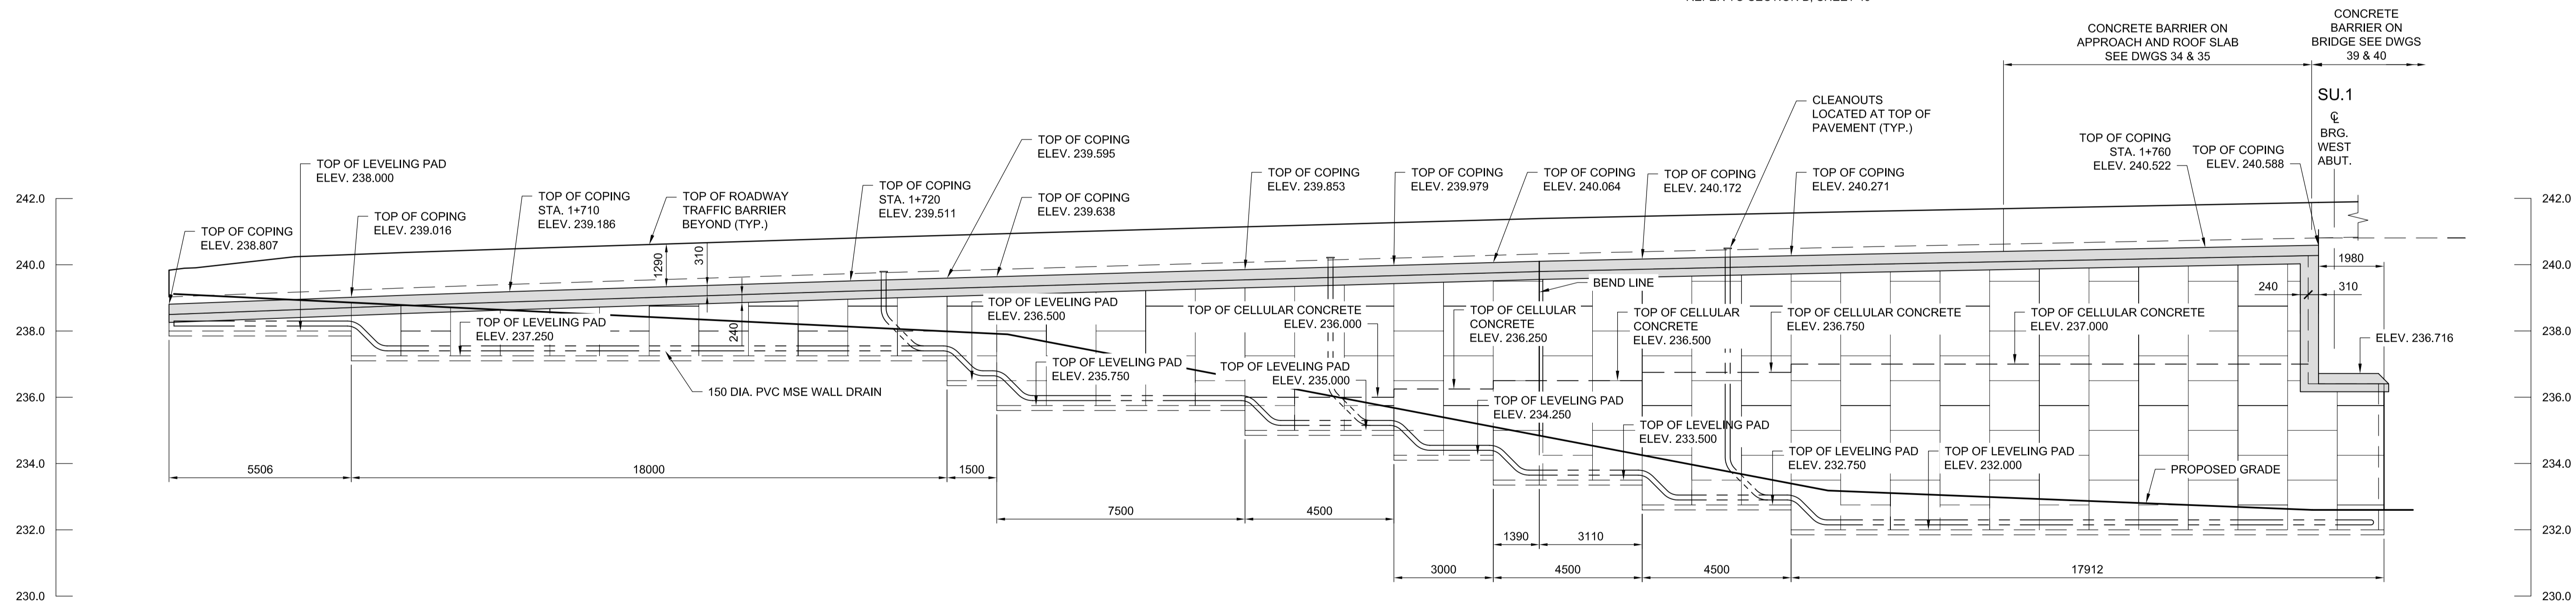 CONCRETE BARRIER ON
APPROACH AND ROOF SLAB
SEE DWGS 34 & 35
CONCRETE
BARRIER ON
BRIDGE SEE DWGS
39 & 40
SU.1
℄
BRG.
WEST
ABUT.
CLEANOUTS
LOCATED AT TOP OF
PAVEMENT (TYP.)
TOP OF LEVELING PAD
ELEV. 238.000
TOP OF COPING
ELEV. 238.807
TOP OF COPING
ELEV. 239.016
TOP OF COPING
STA. 1+710
ELEV. 239.186
TOP OF ROADWAY
TRAFFIC BARRIER
BEYOND (TYP.)
TOP OF COPING
STA. 1+720
ELEV. 239.511
TOP OF COPING
ELEV. 239.595
TOP OF COPING
ELEV. 239.638
TOP OF COPING
ELEV. 239.853
TOP OF COPING
ELEV. 239.979
TOP OF COPING
ELEV. 240.064
TOP OF COPING
ELEV. 240.172
TOP OF COPING
ELEV. 240.271
TOP OF COPING
STA. 1+760
ELEV. 240.522
TOP OF COPING
ELEV. 240.588
242.0
240.0
238.0
236.0
234.0
232.0
230.0
242.0
240.0
238.0
236.0
234.0
232.0
230.0
1290
310
240
1980
240
310
BEND LINE
TOP OF LEVELING PAD
ELEV. 237.250
150 DIA. PVC MSE WALL DRAIN
TOP OF LEVELING PAD
ELEV. 236.500
TOP OF LEVELING PAD
ELEV. 235.750
TOP OF CELLULAR CONCRETE
ELEV. 236.000
TOP OF LEVELING PAD
ELEV. 235.000
TOP OF CELLULAR
CONCRETE
ELEV. 236.250
TOP OF LEVELING PAD
ELEV. 234.250
TOP OF CELLULAR
CONCRETE
ELEV. 236.500
TOP OF LEVELING PAD
ELEV. 233.500
TOP OF CELLULAR CONCRETE
ELEV. 236.750
TOP OF LEVELING PAD
ELEV. 232.750
TOP OF CELLULAR CONCRETE
ELEV. 237.000
TOP OF LEVELING PAD
ELEV. 232.000
ELEV. 236.716
PROPOSED GRADE
5506
18000
1500
7500
4500
1390
3110
3000
4500
4500
17912